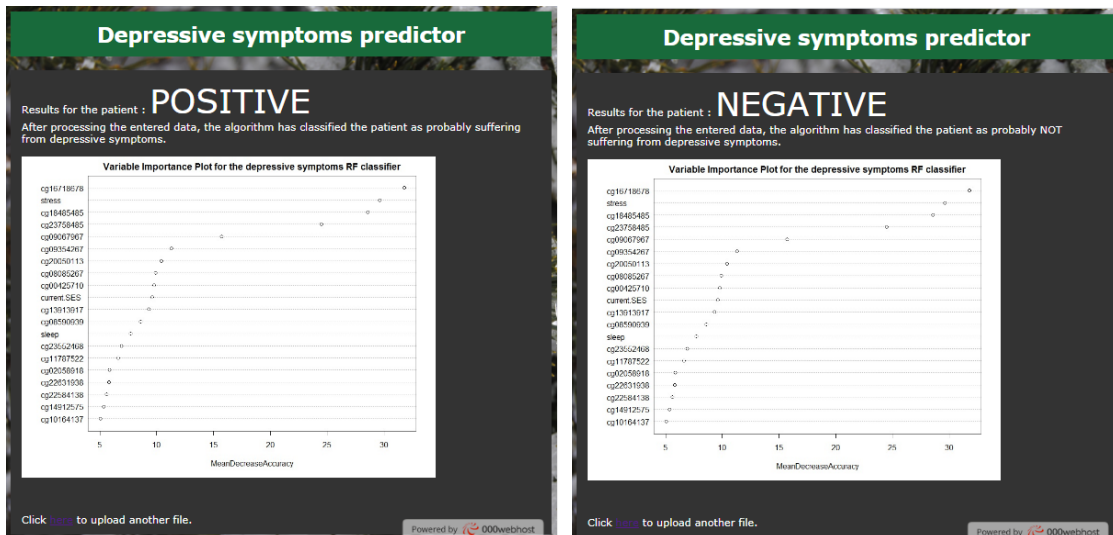 Depressive symptoms predictor
Results for the patient : POSITIVE
After processing the entered data, the algorithm has classified the patient as probably suffering
from depressive symptoms.
Variable Importance Plot for the depressive symptoms RF classifier
cg16718678
stress
cg18485485
cg23758485
cg09067967
cg09354267
cg20050113
cg08085267
cg00425710
current.SES
cg13913917
cg08590939
sleep
cg23552468
cg11787522
cg02058918
cg22631938
cg22584138
cg14912575
cg10164137
5 10 15 20 25 30
MeanDecreaseAccuracy
Click here to upload another file.
Powered by 000webhost
Depressive symptoms predictor
Results for the patient : NEGATIVE
After processing the entered data, the algorithm has classified the patient as probably NOT
suffering from depressive symptoms.
Variable Importance Plot for the depressive symptoms RF classifier
cg16718678
stress
cg18485485
cg23758485
cg09067967
cg09354267
cg20050113
cg08085267
cg00425710
current.SES
cg13913917
cg08590939
sleep
cg23552468
cg11787522
cg02058918
cg22631938
cg22584138
cg14912575
cg10164137
5 10 15 20 25 30
MeanDecreaseAccuracy
Click here to upload another file.
Powered by 000webhost